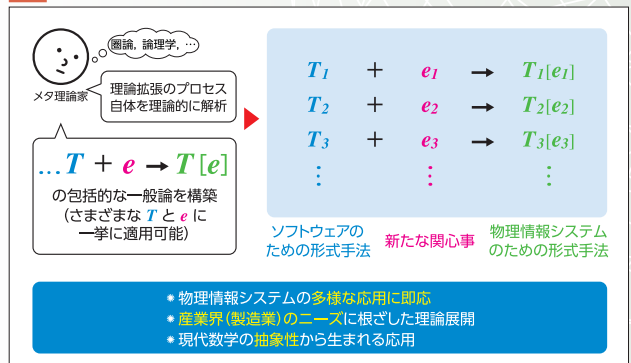 圏論, 論理学, …
メタ理論家
理論拡張のプロセス
自体を理論的に解析
...T + e → T[e]
の包括的な一般論を構築
(さまざまな T と e に
一挙に適用可能)
T1 + e1 → T1[e1]
T2 + e2 → T2[e2]
T3 + e3 → T3[e3]
⋮ ⋮ ⋮
ソフトウェアの
ための形式手法
新たな関心事
物理情報システム
のための形式手法
* 物理情報システムの多様な応用に即応
* 産業界(製造業)のニーズに根ざした理論展開
* 現代数学の抽象性から生まれる応用